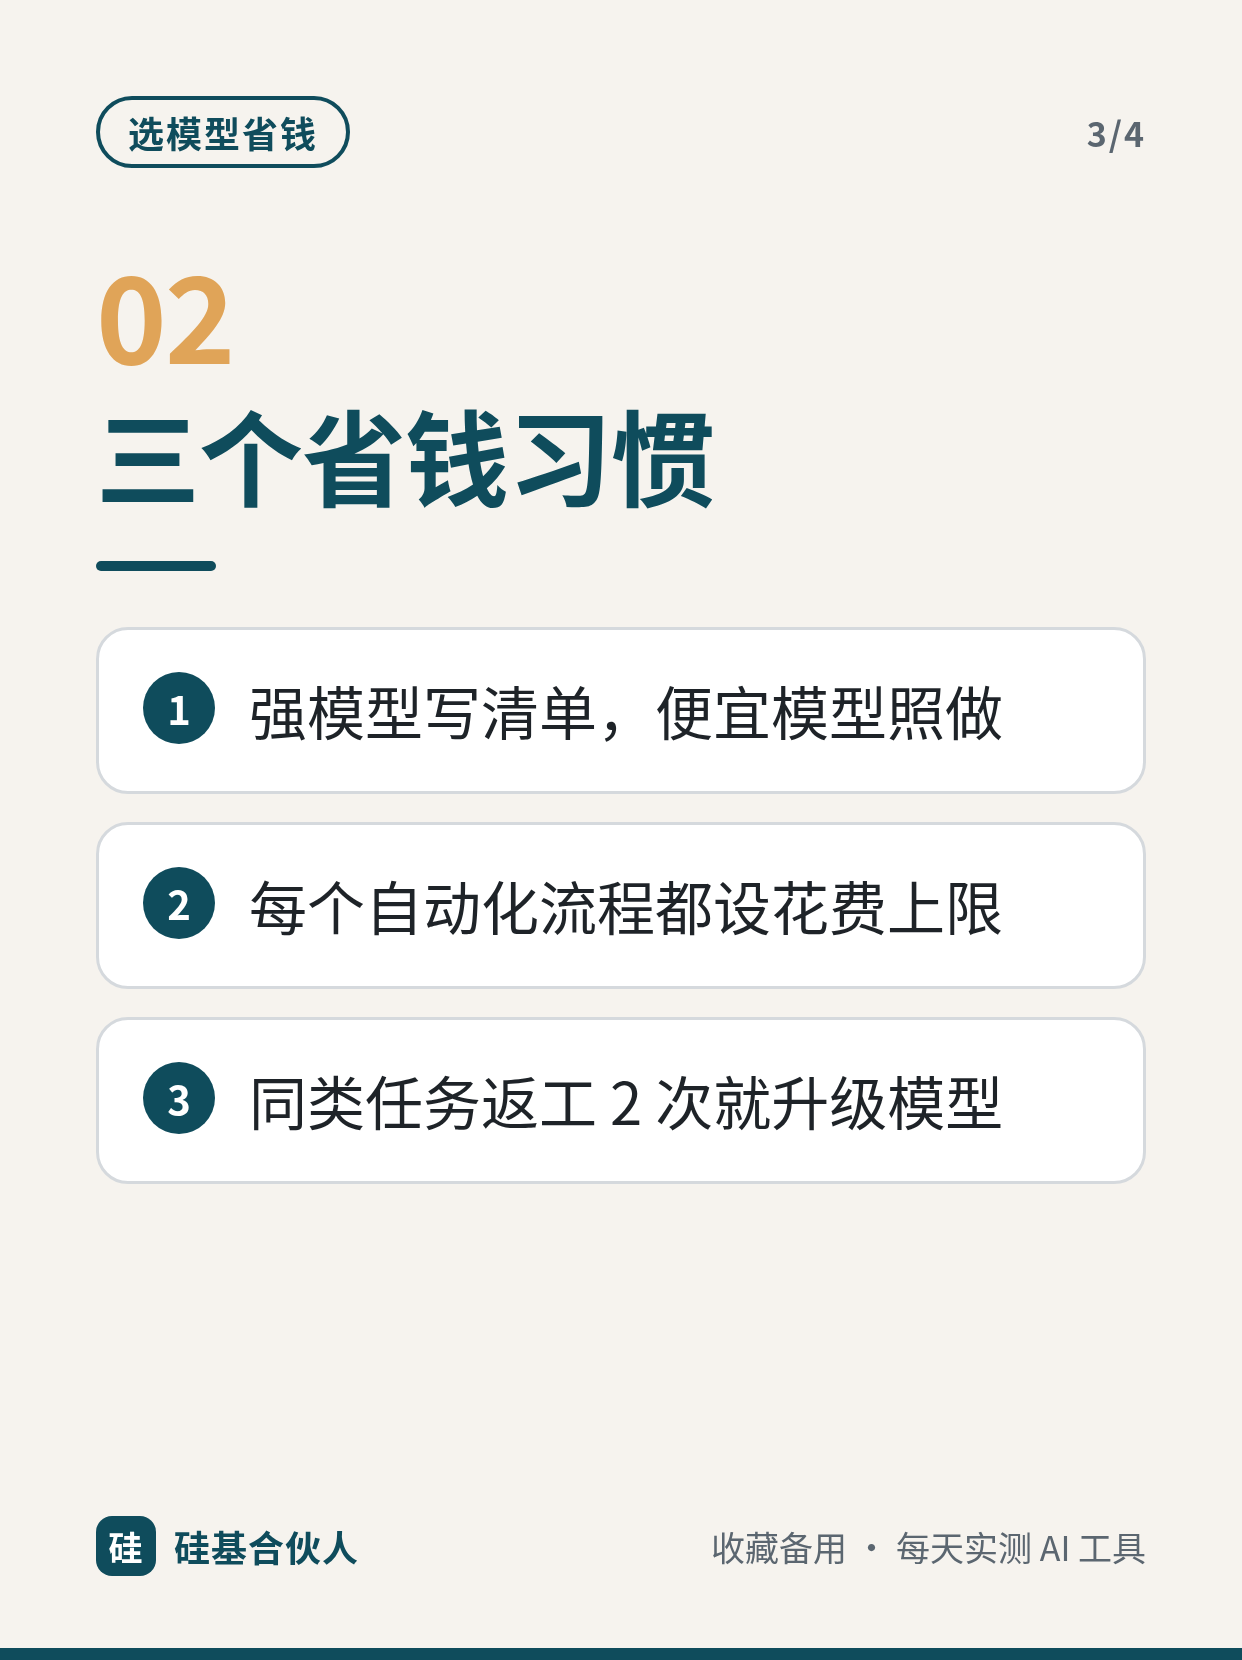 选模型省钱
3/4
02
三个省钱习惯
1 强模型写清单，便宜模型照做
2 每个自动化流程都设花费上限
3 同类任务返工 2 次就升级模型
硅 硅基合伙人
收藏备用 · 每天实测 AI 工具